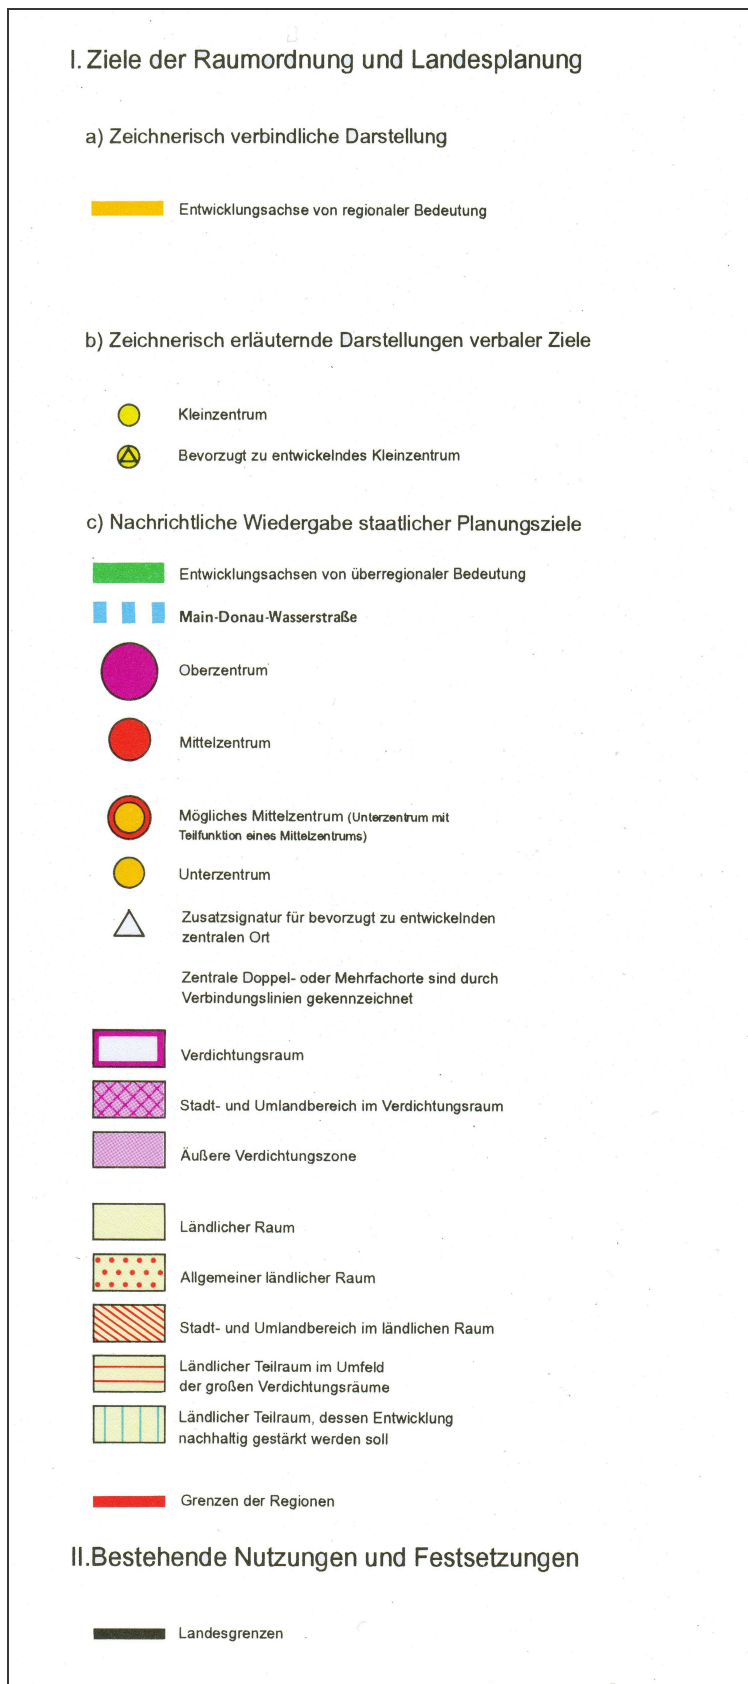 I. Ziele der Raumordnung und Landesplanung
a) Zeichnerisch verbindliche Darstellung
Entwicklungsachse von regionaler Bedeutung
b) Zeichnerisch erläuternde Darstellungen verbaler Ziele
Kleinzentrum
Bevorzugt zu entwickelndes Kleinzentrum
c) Nachrichtliche Wiedergabe staatlicher Planungsziele
Entwicklungsachsen von überregionaler Bedeutung
Main-Donau-Wasserstraße
Oberzentrum
Mittelzentrum
Mögliches Mittelzentrum (Unterzentrum mit
Teilfunktion eines Mittelzentrums)
Unterzentrum
Zusatzsignatur für bevorzugt zu entwickelnden
zentralen Ort
Zentrale Doppel- oder Mehrfachorte sind durch
Verbindungslinien gekennzeichnet
Verdichtungsraum
Stadt- und Umlandbereich im Verdichtungsraum
Äußere Verdichtungszone
Ländlicher Raum
Allgemeiner ländlicher Raum
Stadt- und Umlandbereich im ländlichen Raum
Ländlicher Teilraum im Umfeld
der großen Verdichtungsräume
Ländlicher Teilraum, dessen Entwicklung
nachhaltig gestärkt werden soll
Grenzen der Regionen
II.Bestehende Nutzungen und Festsetzungen
Landesgrenzen